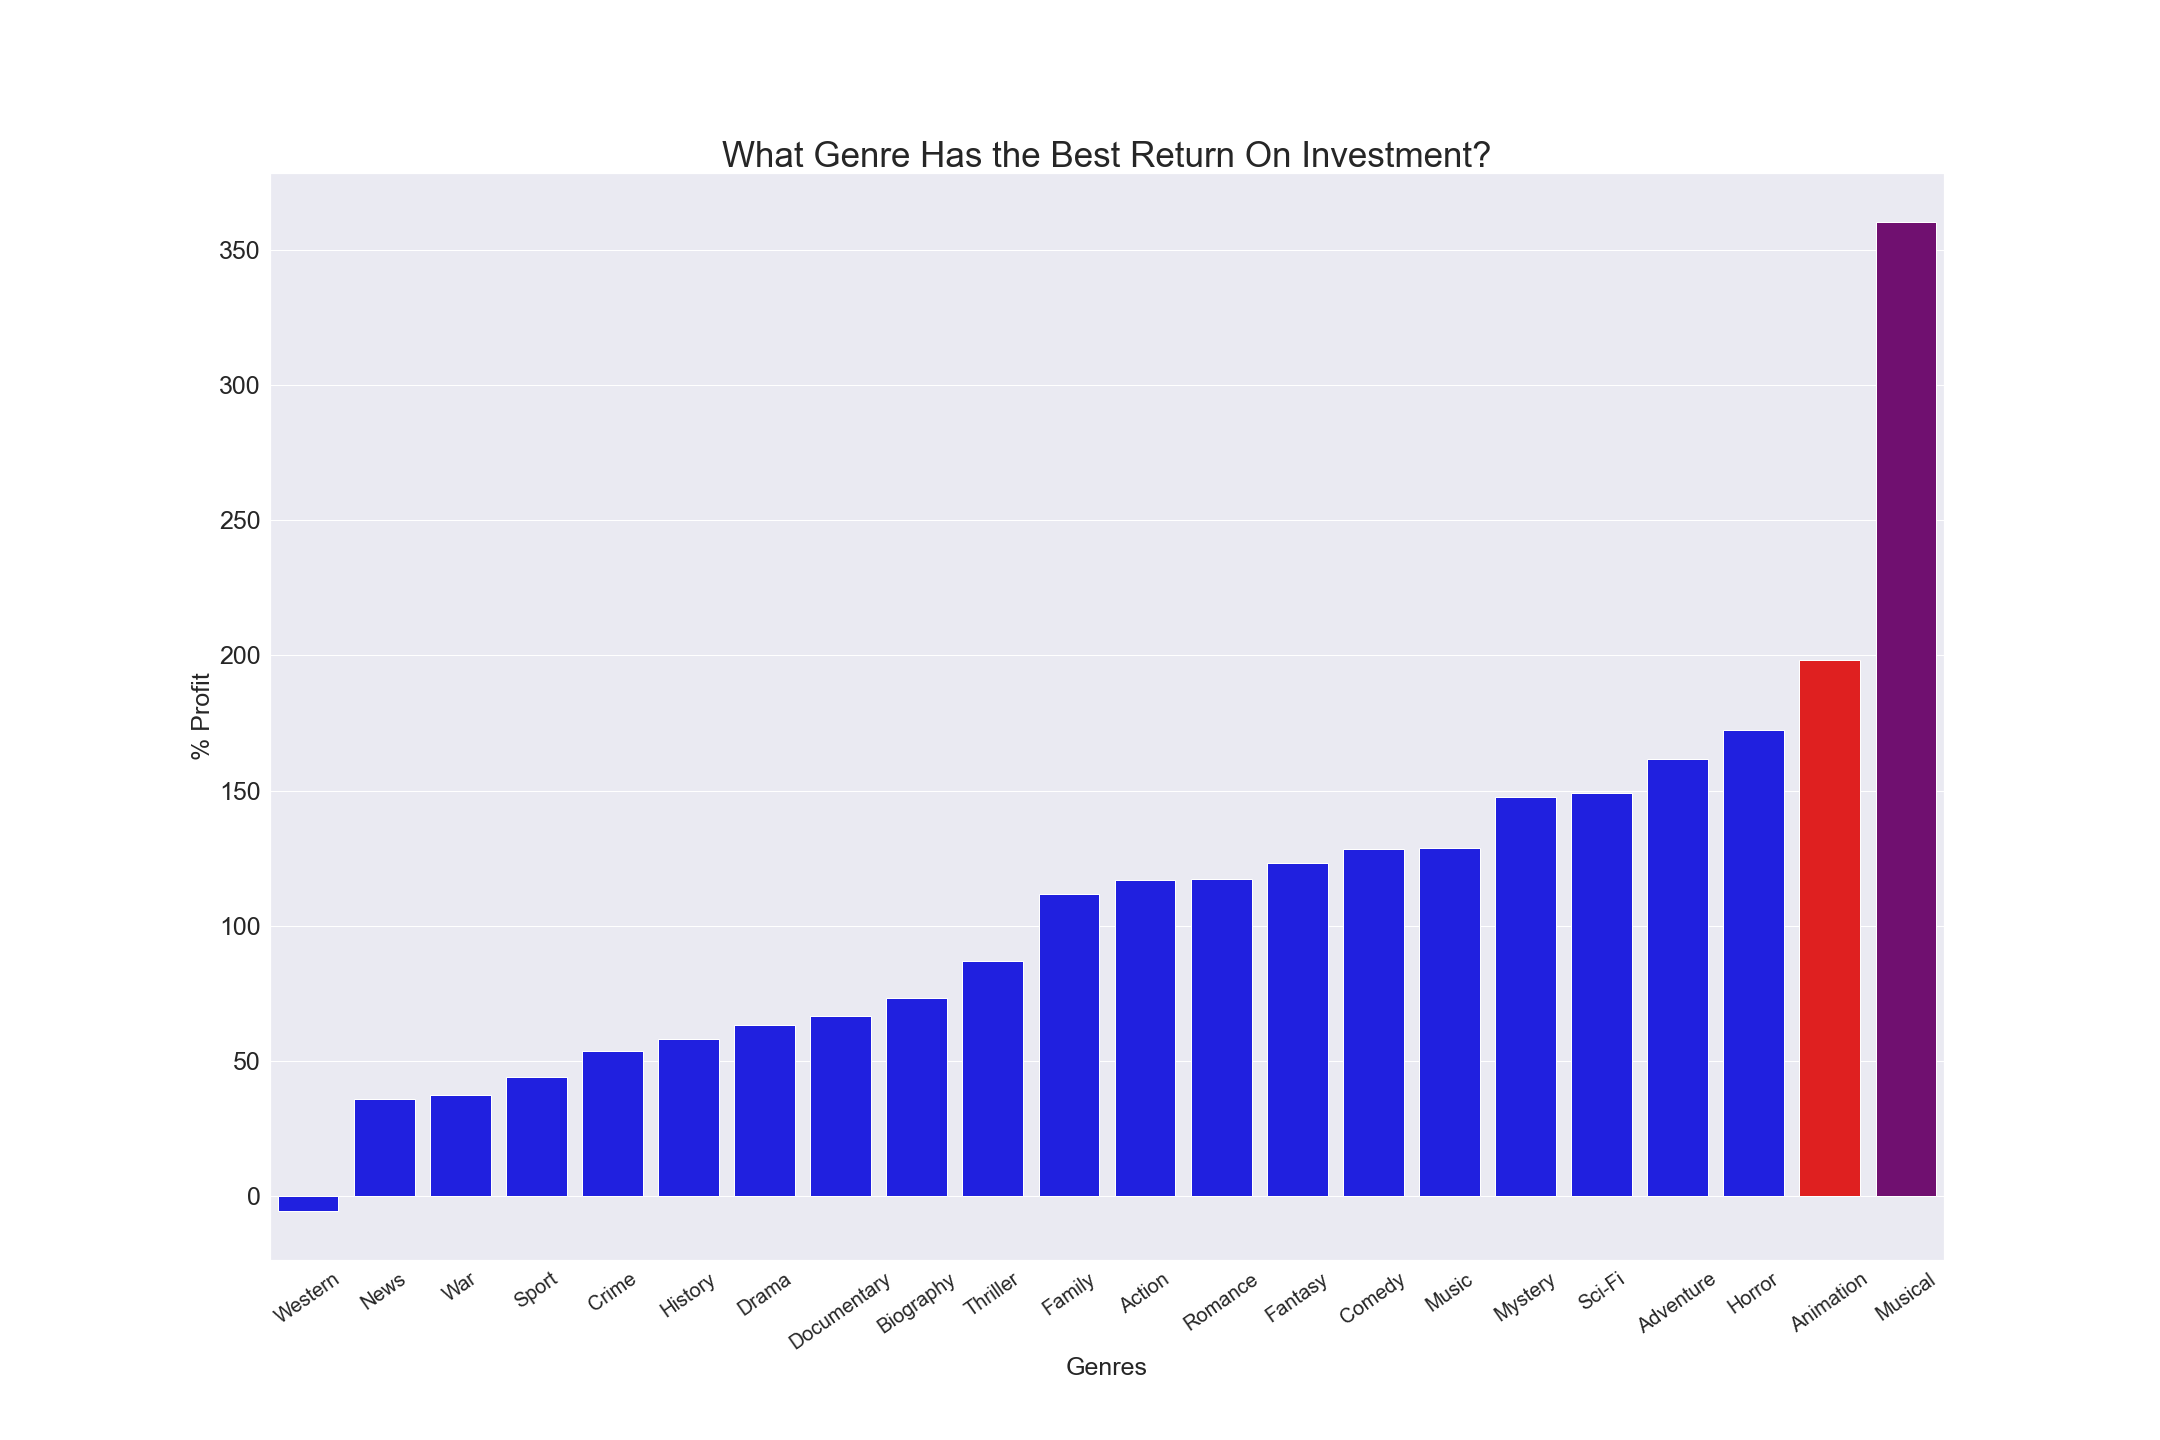 What Genre Has the Best Return On Investment?
350
300
250
200
150
100
50
0
% Profit
Western
News
War
Sport
Crime
History
Drama
Documentary
Biography
Thriller
Family
Action
Romance
Fantasy
Comedy
Music
Mystery
Sci-Fi
Adventure
Horror
Animation
Musical
Genres